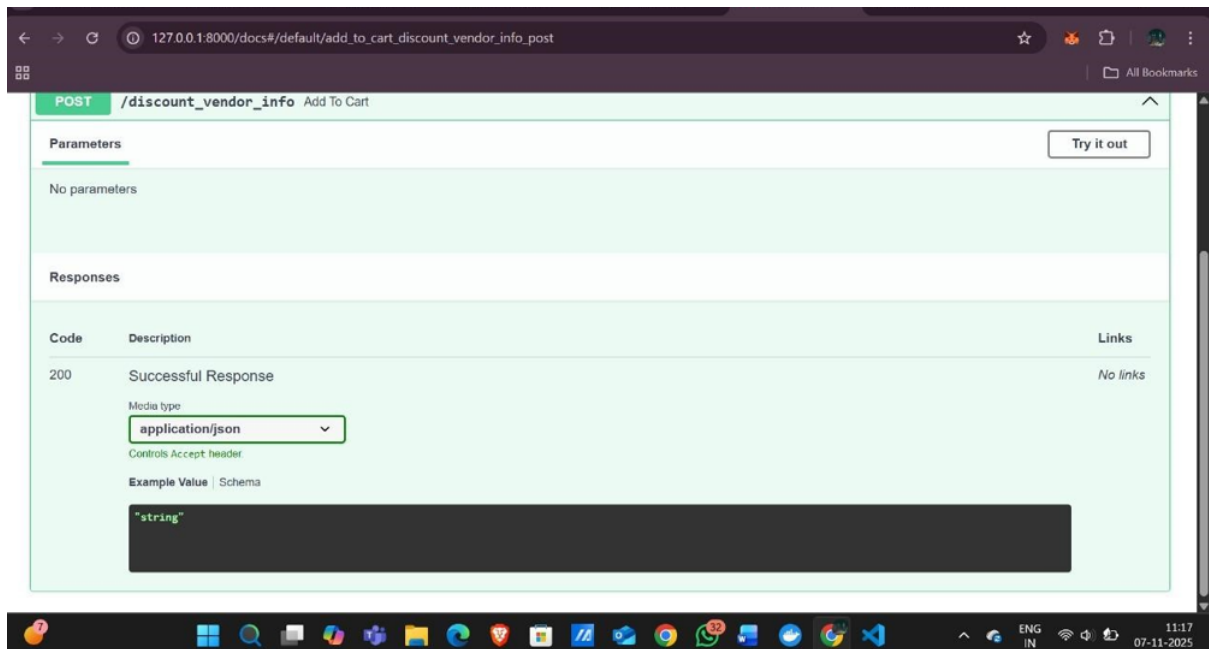 127.0.0.1:8000/docs#/default/add_to_cart_discount_vendor_info_post
All Bookmarks
POST /discount_vendor_info Add To Cart
Parameters
Try it out
No parameters
Responses
Code Description Links
200 Successful Response No links
Media type
application/json
Controls Accept header
Example Value | Schema
"string"
7
32
ENG
IN
11:17
07-11-2025